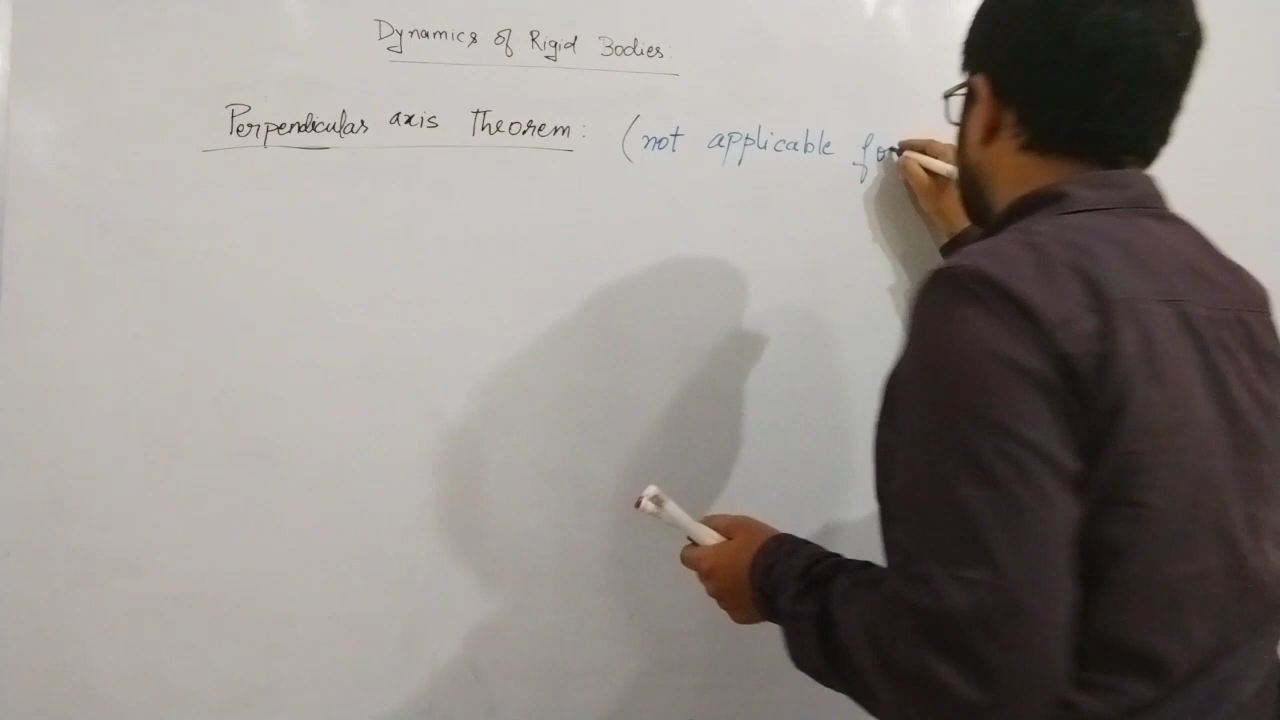 Dynamics of Rigid Bodies.
Perpendicular axis Theorem: (not applicable for